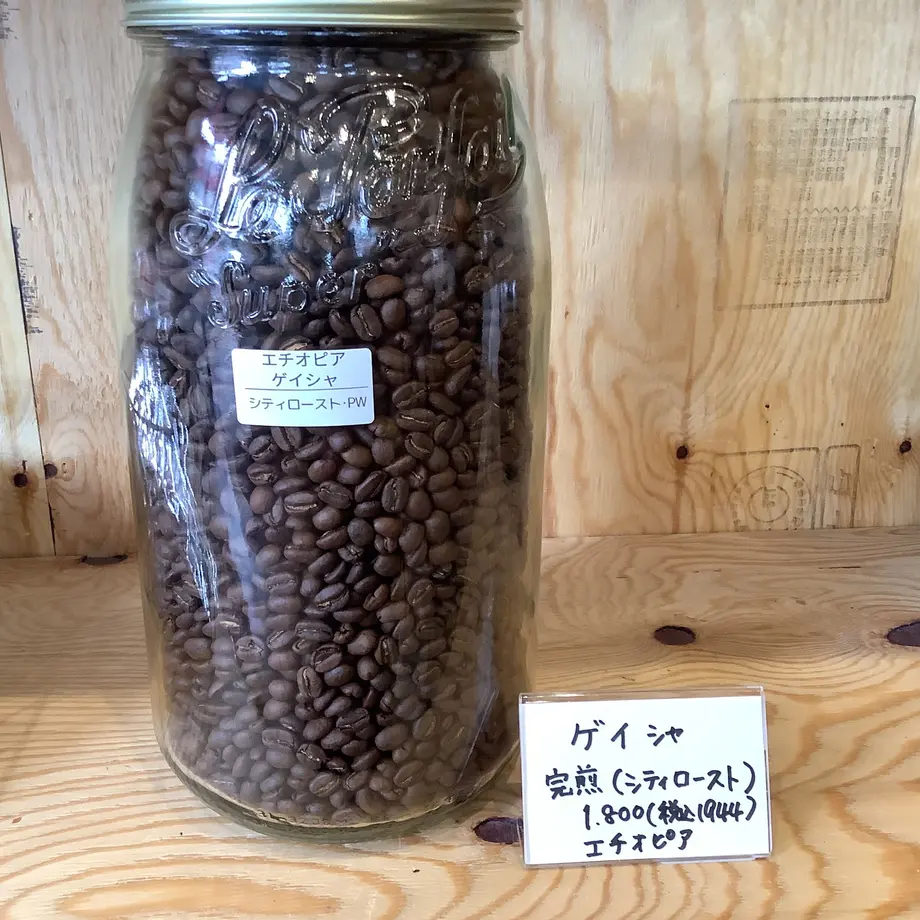 Le Parfait
Super
エチオピア
ゲイシャ
シティロースト・PW
ゲイシャ
完煎(シティロースト)
1.800(税込1944)
エチオピア